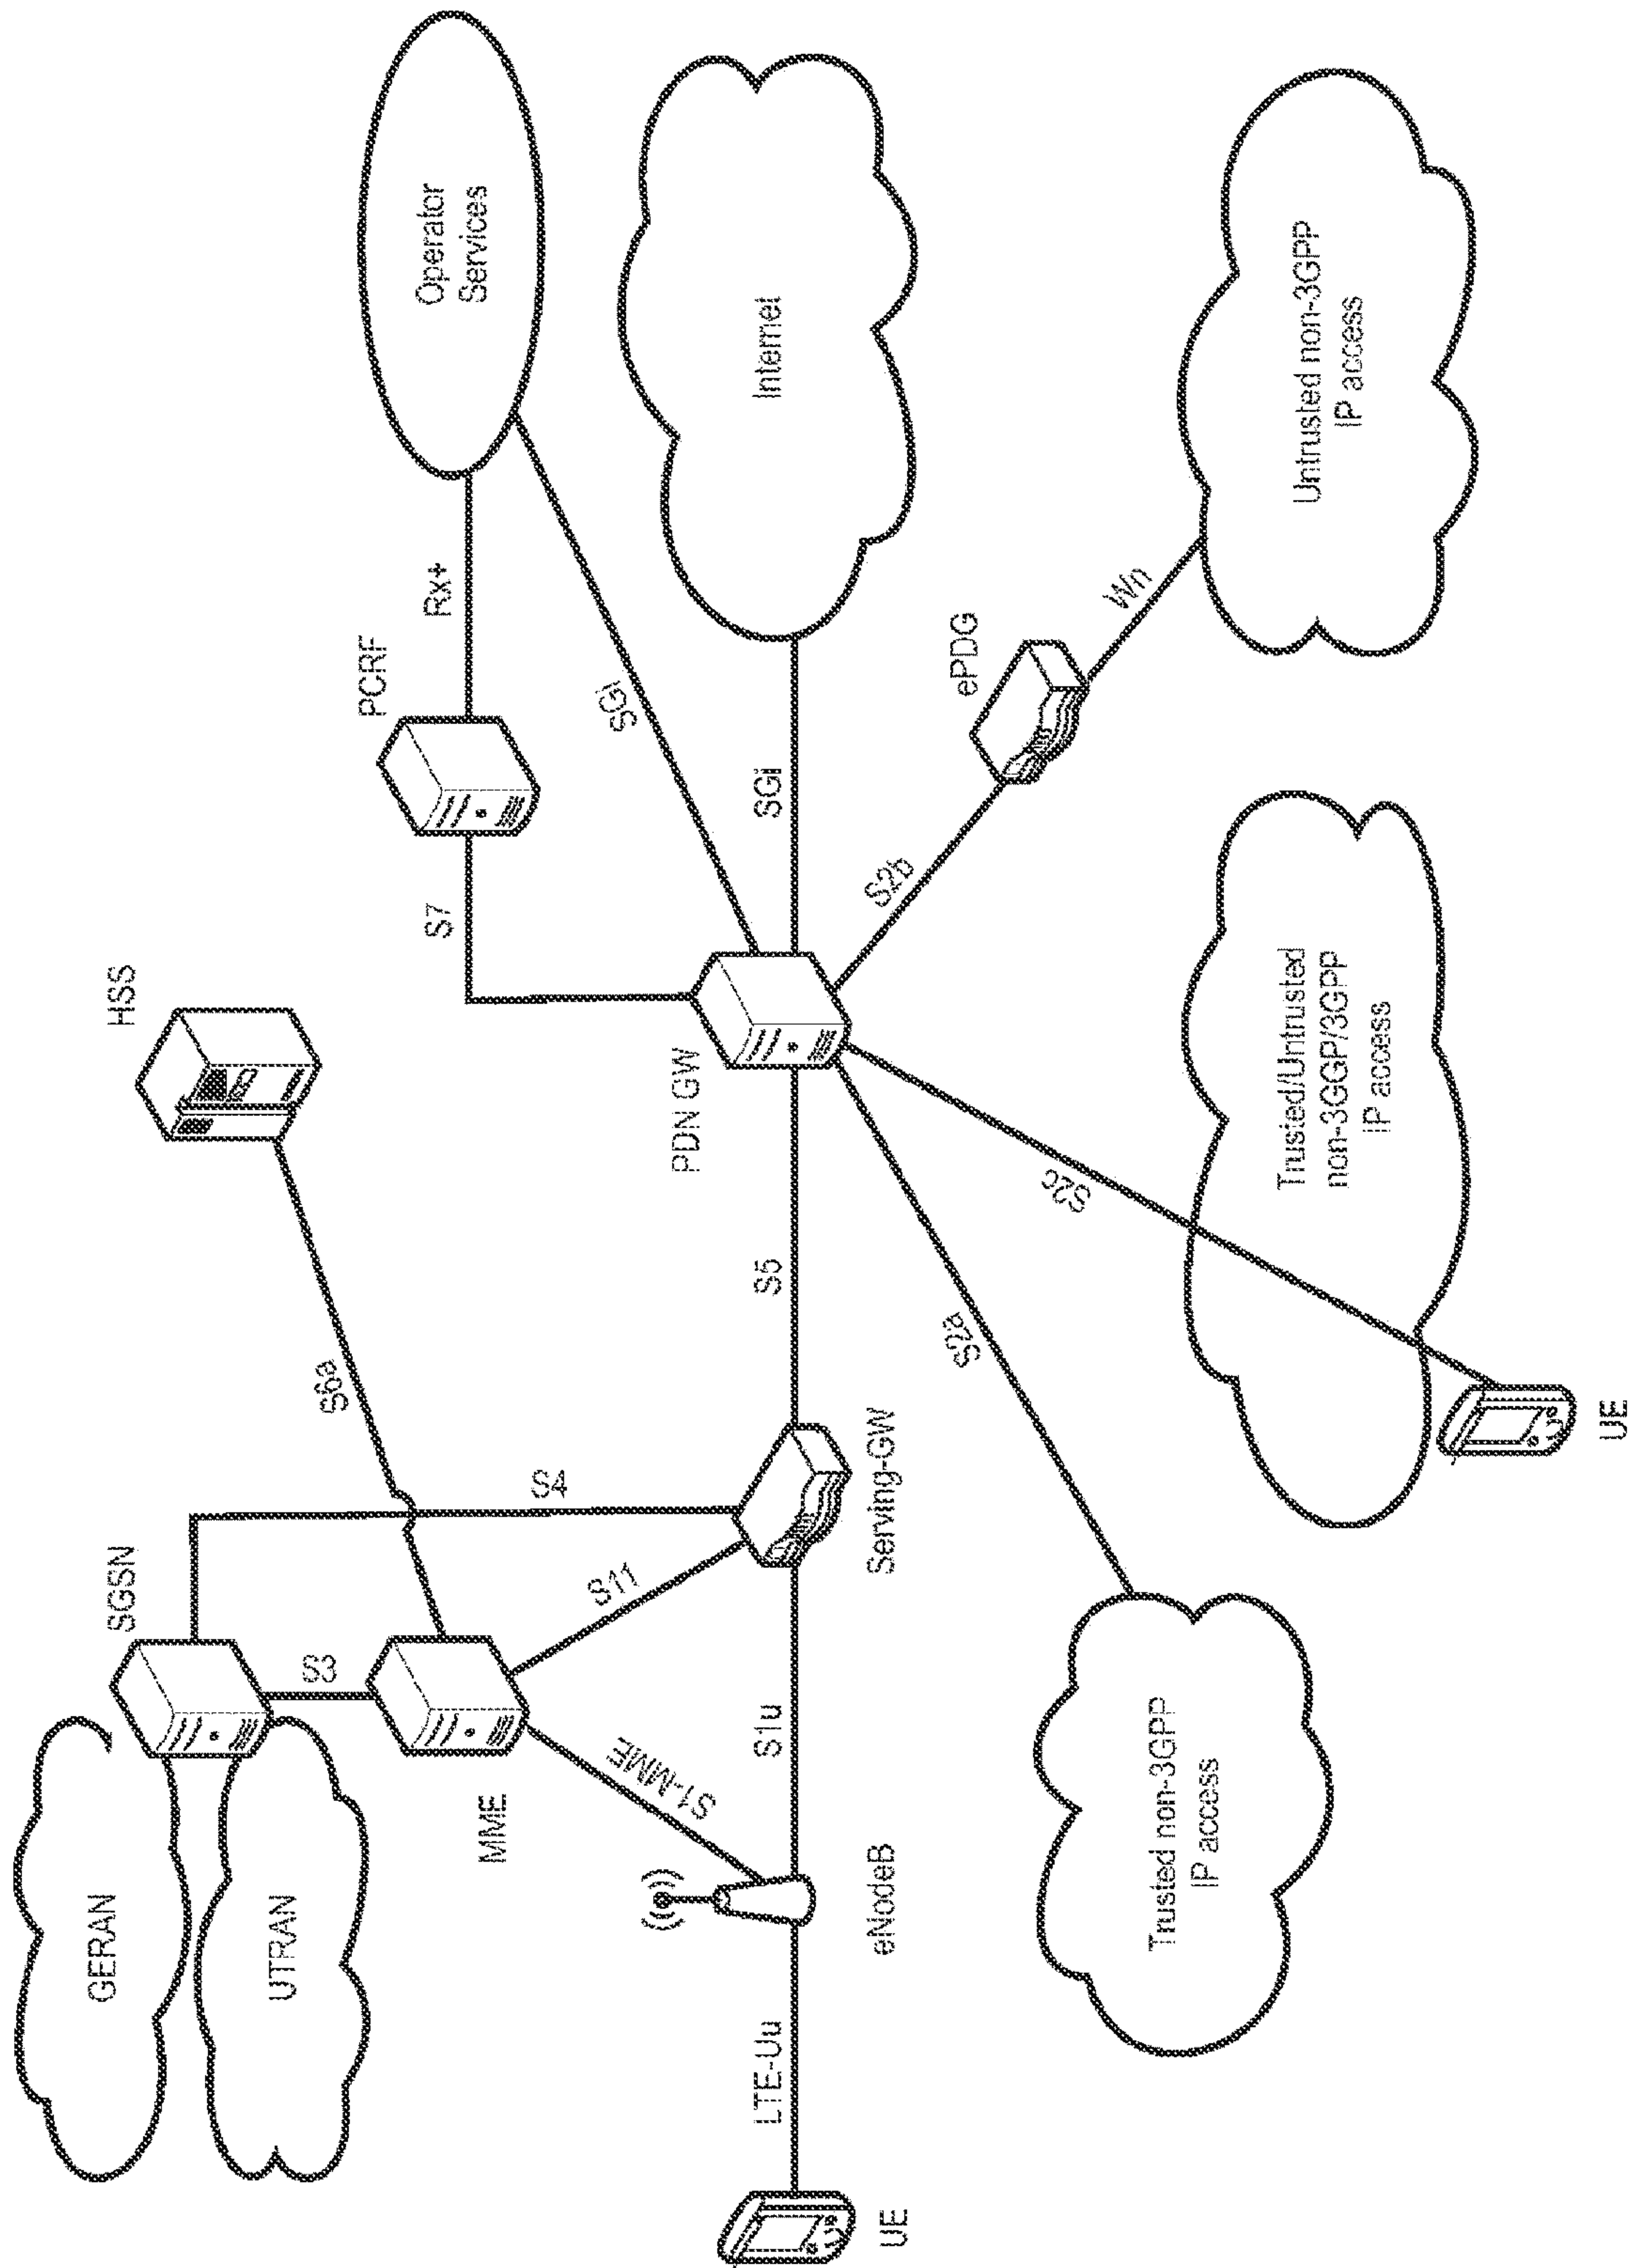 GERAN
UTRAN
SGSN
S3
MME
S4
S6a
HSS
S11
S1-MME
UE
LTE-Uu
eNodeB
S1u
Serving-GW
S5
PDN GW
S7
PCRF
Rx+
Operator
Services
SGi
SGi
Internet
S2a
S2c
S2b
ePDG
Wn
Trusted non-3GPP
IP access
UE
Trusted/Untrusted
non-3GGP/3GPP
IP access
Untrusted non-3GPP
IP access